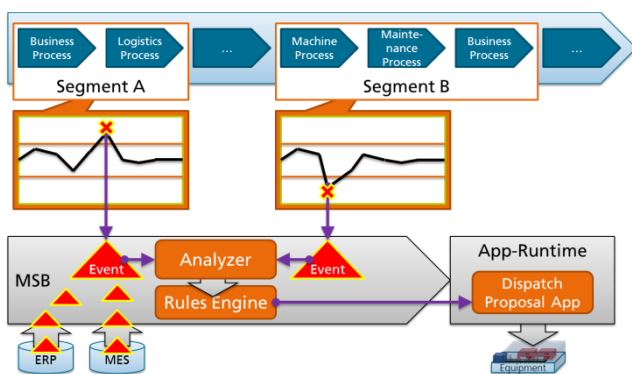 Business
Process
Logistics
Process
...
Machine
Process
Mainte-
nance
Process
Business
Process
...
Segment A
Segment B
MSB
Event
Analyzer
Event
Rules Engine
App-Runtime
Dispatch
Proposal App
ERP
MES
Equipment